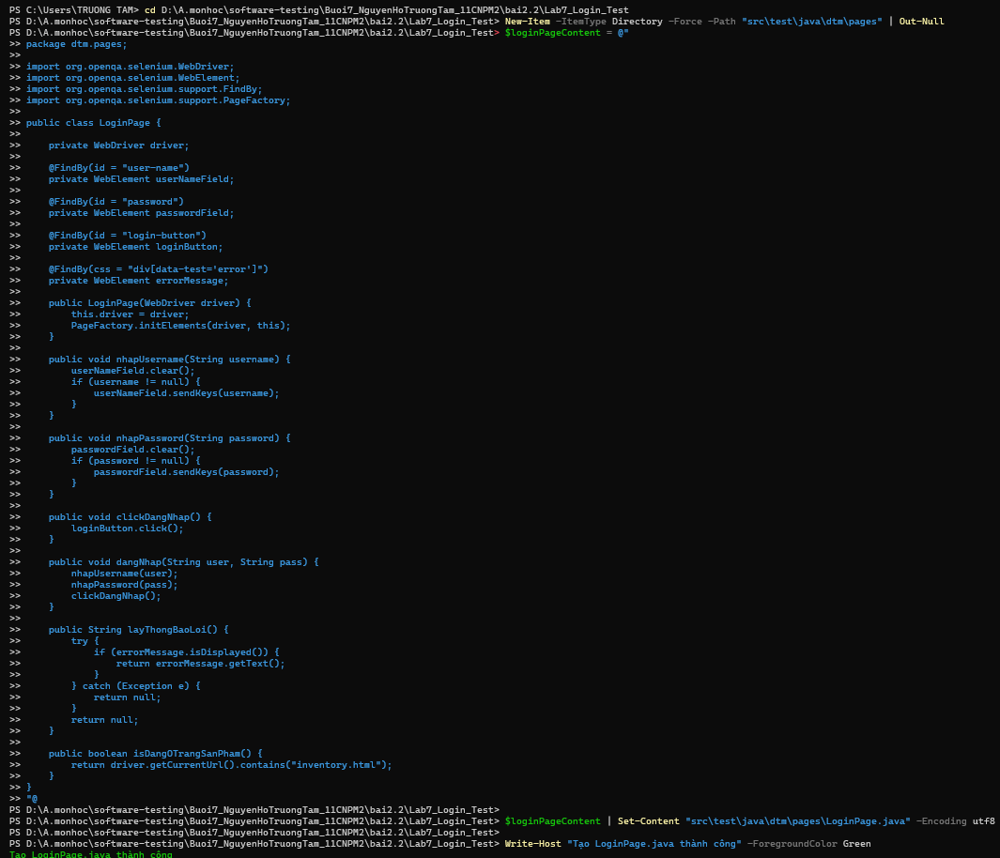 PS C:\Users\TRUONG TAM> cd D:\A.monhoc\software-testing\Buoi7_NguyenHoTruongTam_11CNPM2\bai2.2\Lab7_Login_Test
PS D:\A.monhoc\software-testing\Buoi7_NguyenHoTruongTam_11CNPM2\bai2.2\Lab7_Login_Test> New-Item -ItemType Directory -Force -Path "src\test\java\dtm\pages" | Out-Null
PS D:\A.monhoc\software-testing\Buoi7_NguyenHoTruongTam_11CNPM2\bai2.2\Lab7_Login_Test> $loginPageContent = @"
>> package dtm.pages;
>>
>> import org.openqa.selenium.WebDriver;
>> import org.openqa.selenium.WebElement;
>> import org.openqa.selenium.support.FindBy;
>> import org.openqa.selenium.support.PageFactory;
>>
>> public class LoginPage {
>>
>>     private WebDriver driver;
>>
>>     @FindBy(id = "user-name")
>>     private WebElement userNameField;
>>
>>     @FindBy(id = "password")
>>     private WebElement passwordField;
>>
>>     @FindBy(id = "login-button")
>>     private WebElement loginButton;
>>
>>     @FindBy(css = "div[data-test='error']")
>>     private WebElement errorMessage;
>>
>>     public LoginPage(WebDriver driver) {
>>         this.driver = driver;
>>         PageFactory.initElements(driver, this);
>>     }
>>
>>     public void nhapUsername(String username) {
>>         userNameField.clear();
>>         if (username != null) {
>>             userNameField.sendKeys(username);
>>         }
>>     }
>>
>>     public void nhapPassword(String password) {
>>         passwordField.clear();
>>         if (password != null) {
>>             passwordField.sendKeys(password);
>>         }
>>     }
>>
>>     public void clickDangNhap() {
>>         loginButton.click();
>>     }
>>
>>     public void dangNhap(String user, String pass) {
>>         nhapUsername(user);
>>         nhapPassword(pass);
>>         clickDangNhap();
>>     }
>>
>>     public String layThongBaoLoi() {
>>         try {
>>             if (errorMessage.isDisplayed()) {
>>                 return errorMessage.getText();
>>             }
>>         } catch (Exception e) {
>>             return null;
>>         }
>>         return null;
>>     }
>>
>>     public boolean isDangOTrangSanPham() {
>>         return driver.getCurrentUrl().contains("inventory.html");
>>     }
>> }
>> "@
PS D:\A.monhoc\software-testing\Buoi7_NguyenHoTruongTam_11CNPM2\bai2.2\Lab7_Login_Test>
PS D:\A.monhoc\software-testing\Buoi7_NguyenHoTruongTam_11CNPM2\bai2.2\Lab7_Login_Test> $loginPageContent | Set-Content "src\test\java\dtm\pages\LoginPage.java" -Encoding utf8
PS D:\A.monhoc\software-testing\Buoi7_NguyenHoTruongTam_11CNPM2\bai2.2\Lab7_Login_Test>
PS D:\A.monhoc\software-testing\Buoi7_NguyenHoTruongTam_11CNPM2\bai2.2\Lab7_Login_Test> Write-Host "Tạo LoginPage.java thành công" -ForegroundColor Green
Tạo LoginPage.java thành công